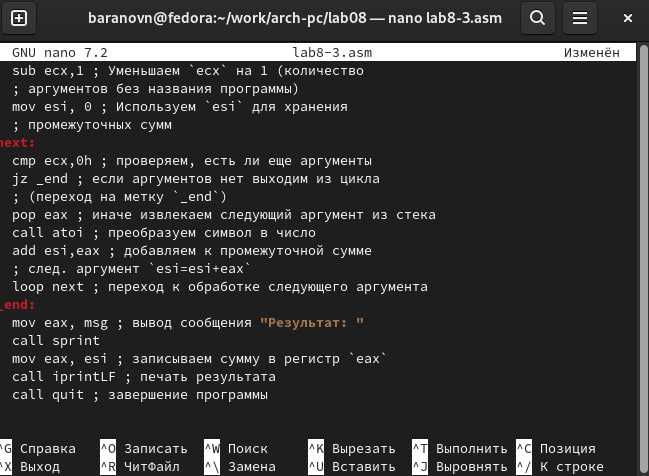 baranovn@fedora:~/work/arch-pc/lab08 — nano lab8-3.asm
GNU nano 7.2 lab8-3.asm Изменён
sub ecx,1 ; Уменьшаем `ecx` на 1 (количество
; аргументов без названия программы)
mov esi, 0 ; Используем `esi` для хранения
; промежуточных сумм
next:
cmp ecx,0h ; проверяем, есть ли еще аргументы
jz _end ; если аргументов нет выходим из цикла
; (переход на метку `_end`)
pop eax ; иначе извлекаем следующий аргумент из стека
call atoi ; преобразуем символ в число
add esi,eax ; добавляем к промежуточной сумме
; след. аргумент `esi=esi+eax`
loop next ; переход к обработке следующего аргумента
_end:
mov eax, msg ; вывод сообщения "Результат: "
call sprint
mov eax, esi ; записываем сумму в регистр `eax`
call iprintLF ; печать результата
call quit ; завершение программы
^G Справка ^O Записать ^W Поиск ^K Вырезать ^T Выполнить ^C Позиция
^X Выход ^R ЧитФайл ^\ Замена ^U Вставить ^J Выровнять ^/ К строке